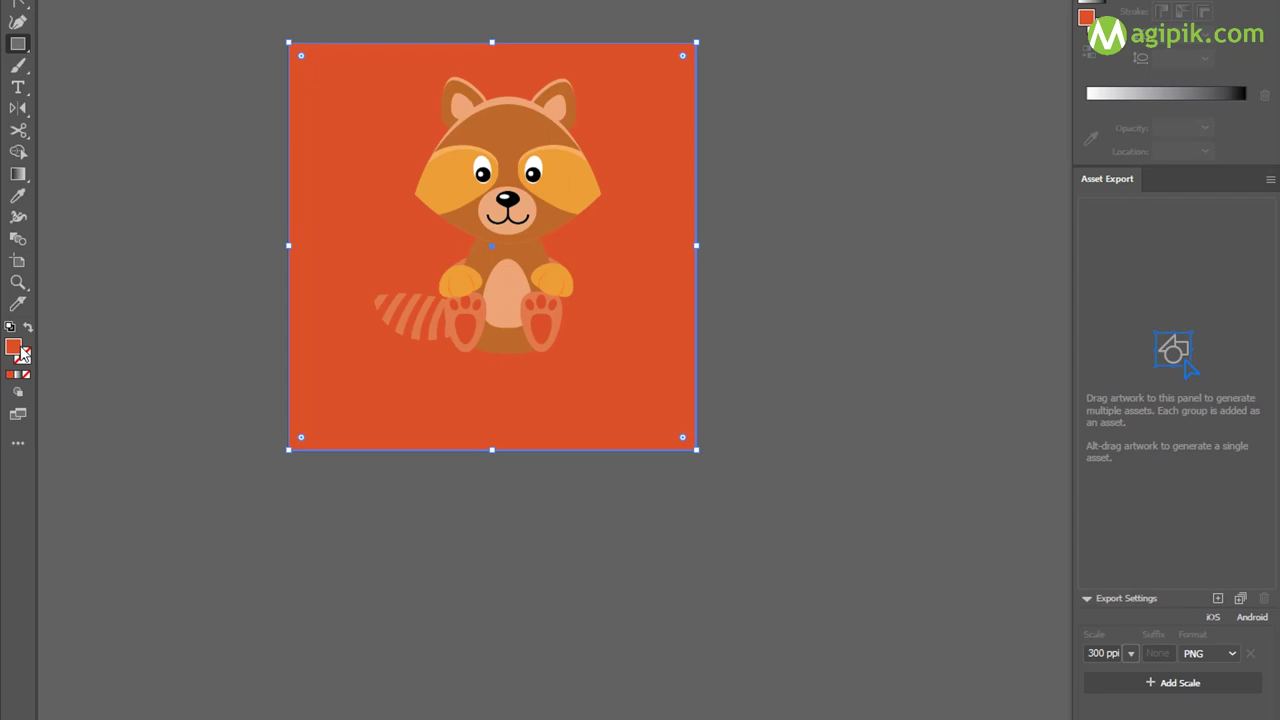 Stroke:
Magipik.com
Opacity:
Location:
Asset Export
Drag artwork to this panel to generate
multiple assets. Each group is added as
an asset.
Alt-drag artwork to generate a single
asset.
Export Settings
iOS Android
Scale Suffix Format
300 ppi None PNG
+ Add Scale